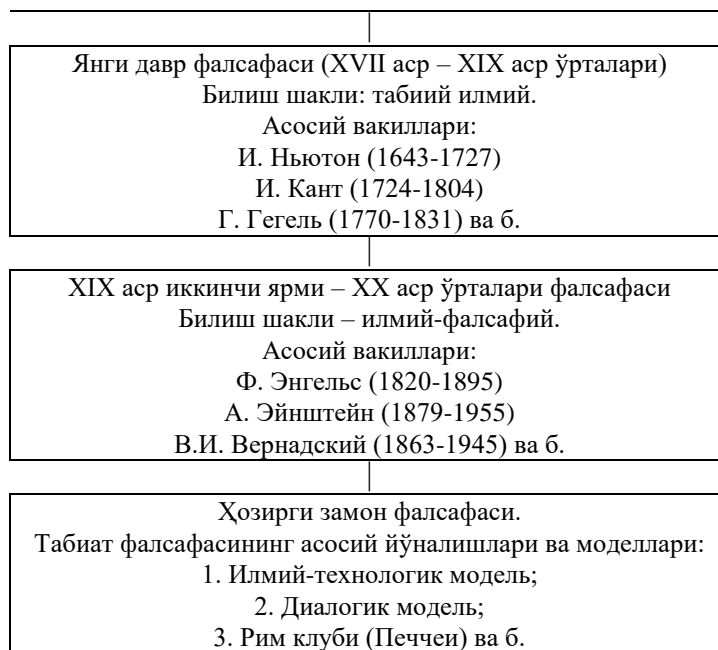 Янги давр фалсафаси (XVII аср – XIX аср ўрталари)
Билиш шакли: табиий илмий.
Асосий вакиллари:
И. Ньютон (1643-1727)
И. Кант (1724-1804)
Г. Гегель (1770-1831) ва б.
XIX аср иккинчи ярми – XX аср ўрталари фалсафаси
Билиш шакли – илмий-фалсафий.
Асосий вакиллари:
Ф. Энгельс (1820-1895)
А. Эйнштейн (1879-1955)
В.И. Вернадский (1863-1945) ва б.
Ҳозирги замон фалсафаси.
Табиат фалсафасининг асосий йўналишлари ва моделлари:
1. Илмий-технологик модель;
2. Диалогик модель;
3. Рим клуби (Печчеи) ва б.